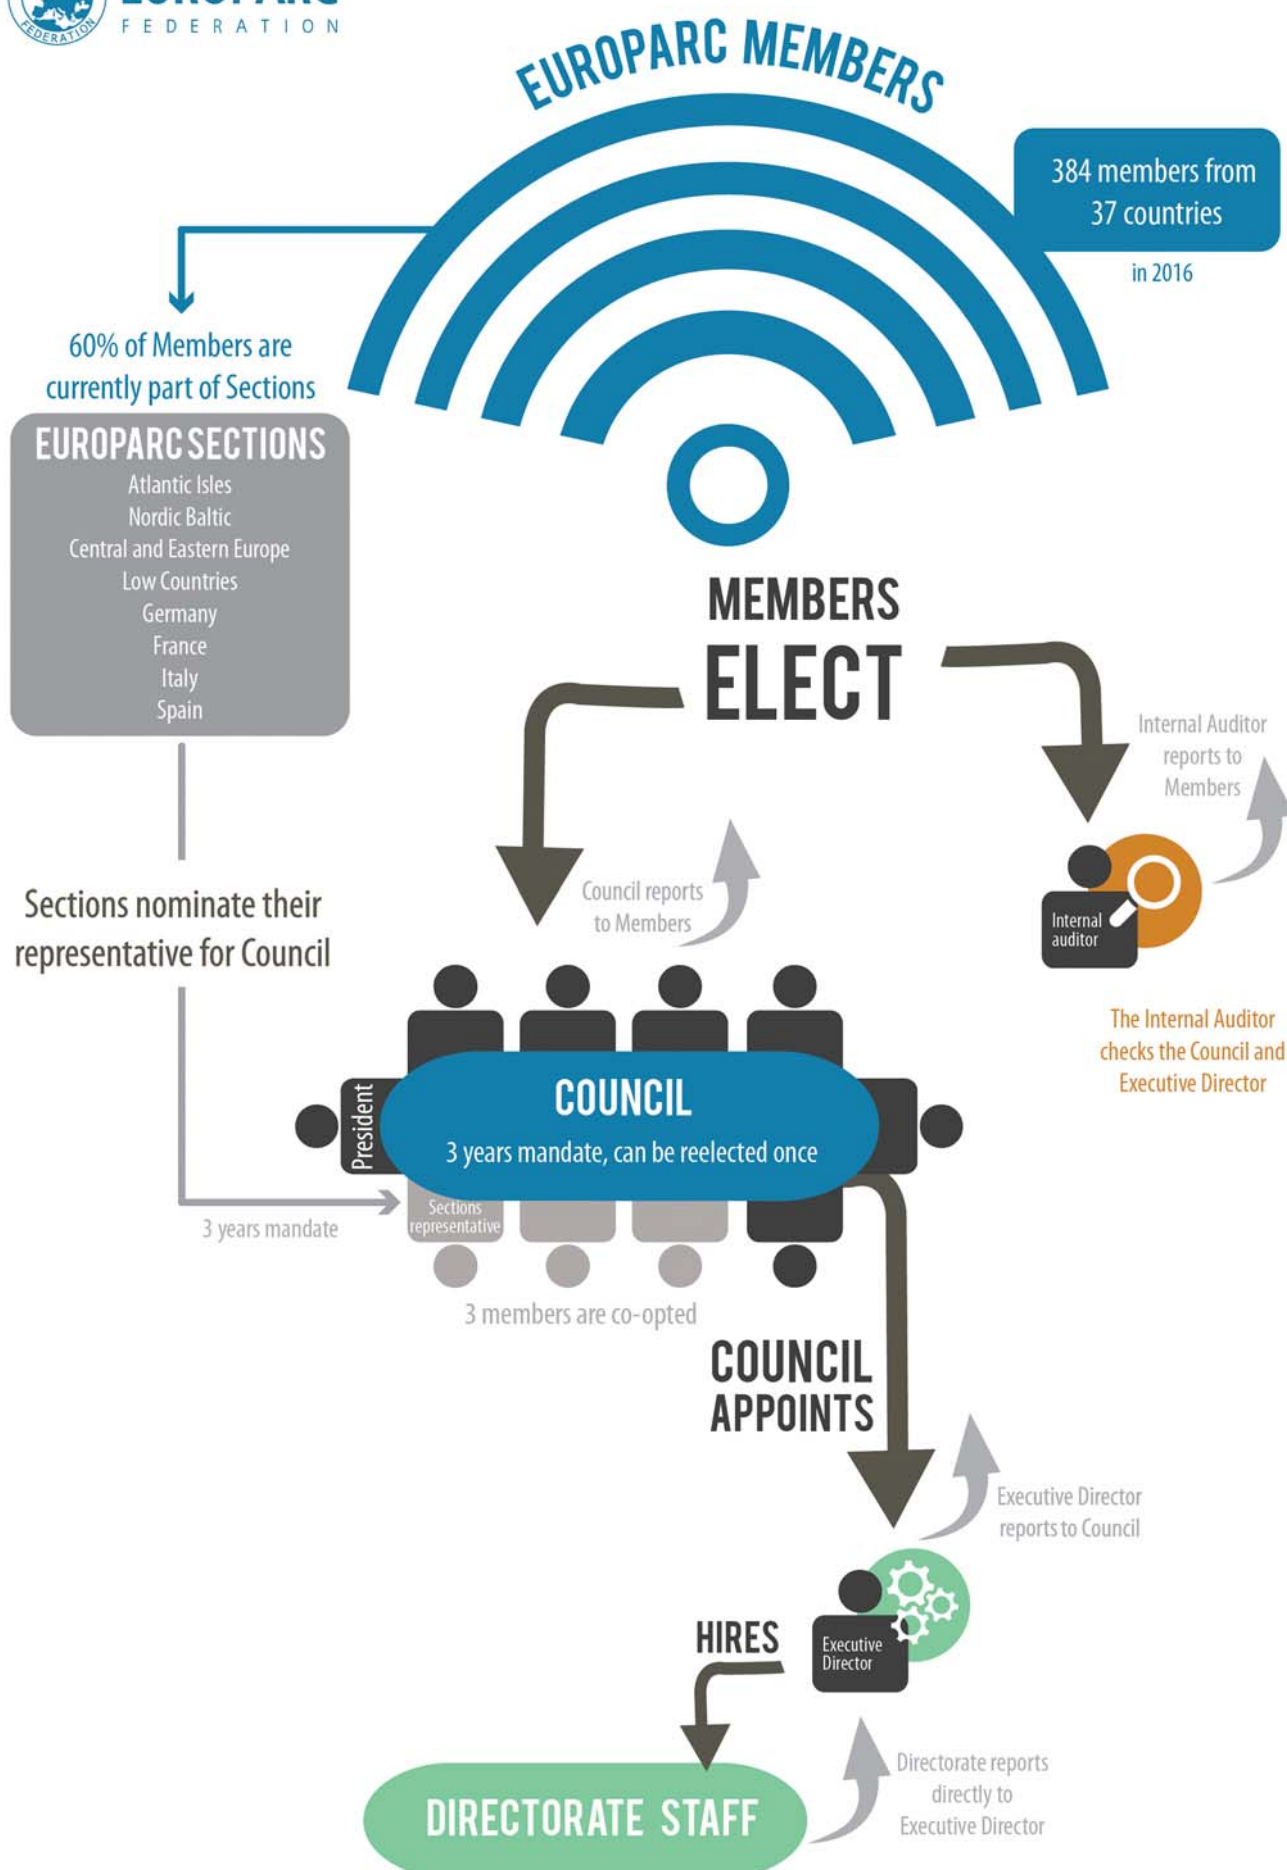 FEDERATION
FEDERATION
EUROPARC MEMBERS
384 members from
37 countries
in 2016
60% of Members are
currently part of Sections
EUROPARC SECTIONS
Atlantic Isles
Nordic Baltic
Central and Eastern Europe
Low Countries
Germany
France
Italy
Spain
MEMBERS
ELECT
Internal Auditor
reports to
Members
Internal
auditor
The Internal Auditor
checks the Council and
Executive Director
Sections nominate their
representative for Council
Council reports
to Members
President
COUNCIL
3 years mandate, can be reelected once
3 years mandate
Sections
representative
3 members are co-opted
COUNCIL
APPOINTS
Executive Director
reports to Council
HIRES
Executive
Director
Directorate reports
directly to
Executive Director
DIRECTORATE STAFF